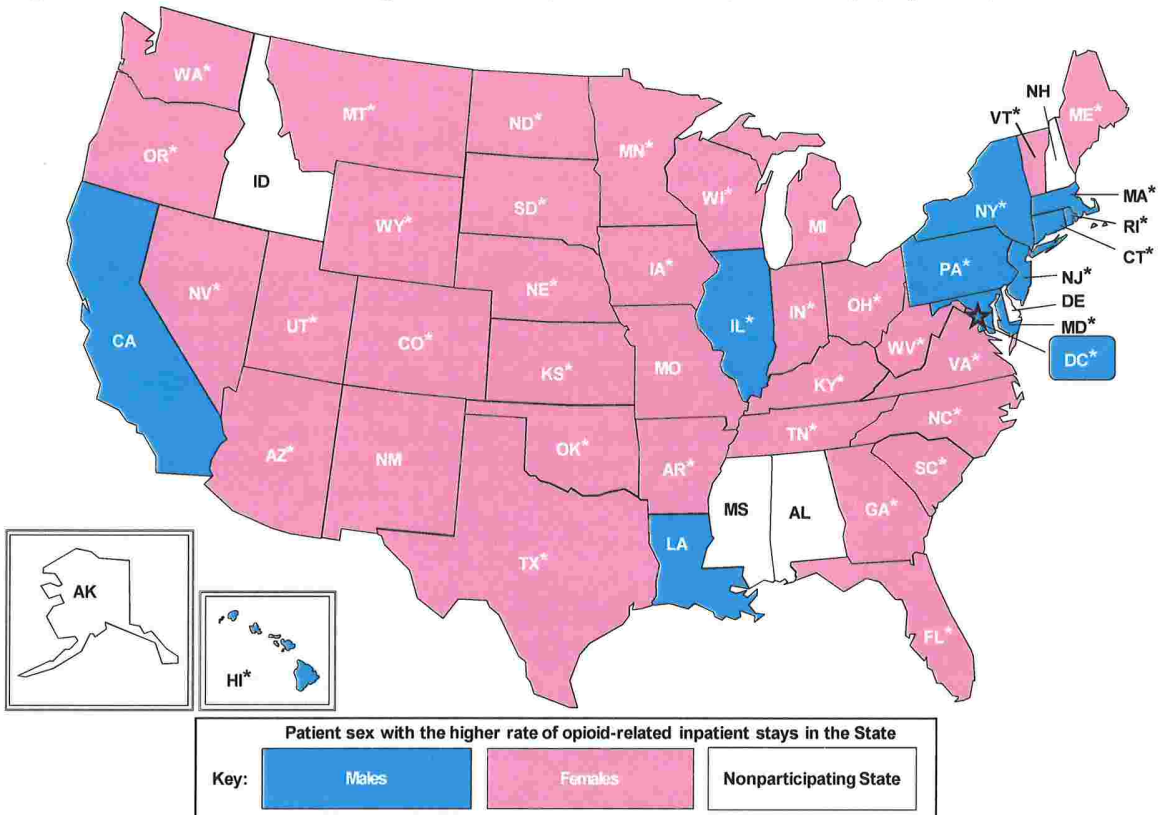 WA*
MT*
ND*
MN*
VT*
NH
ME*
OR*
ID
SD*
WI*
MI
NY*
MA*
RI*
CT*
WY*
IA*
PA*
NJ*
DE
MD*
DC*
NV*
NE*
IL*
IN*
OH*
CA
UT*
CO*
KS*
MO
WV*
VA*
KY*
NC*
TN*
AZ*
NM
OK*
AR*
SC*
MS
AL
GA*
TX*
LA
FL*
AK
HI*
Patient sex with the higher rate of opioid-related inpatient stays in the State
Key:
Males
Females
Nonparticipating State